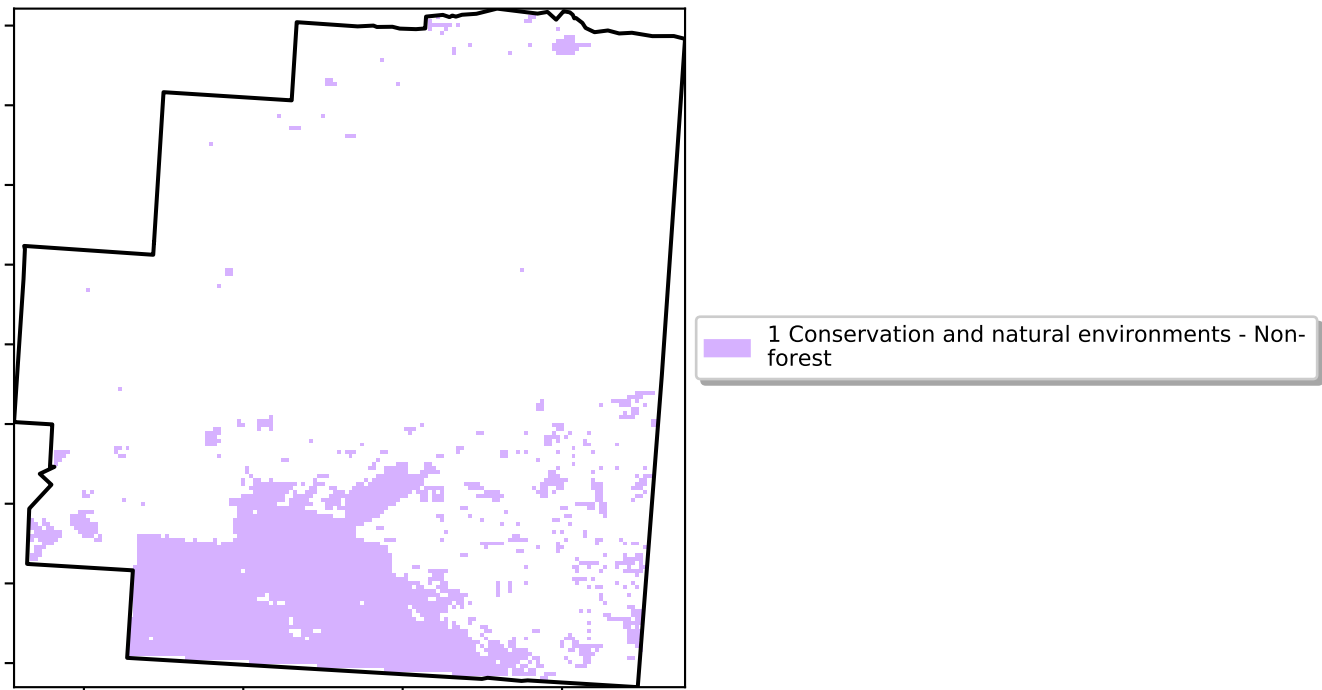 1 Conservation and natural environments - Non-
forest